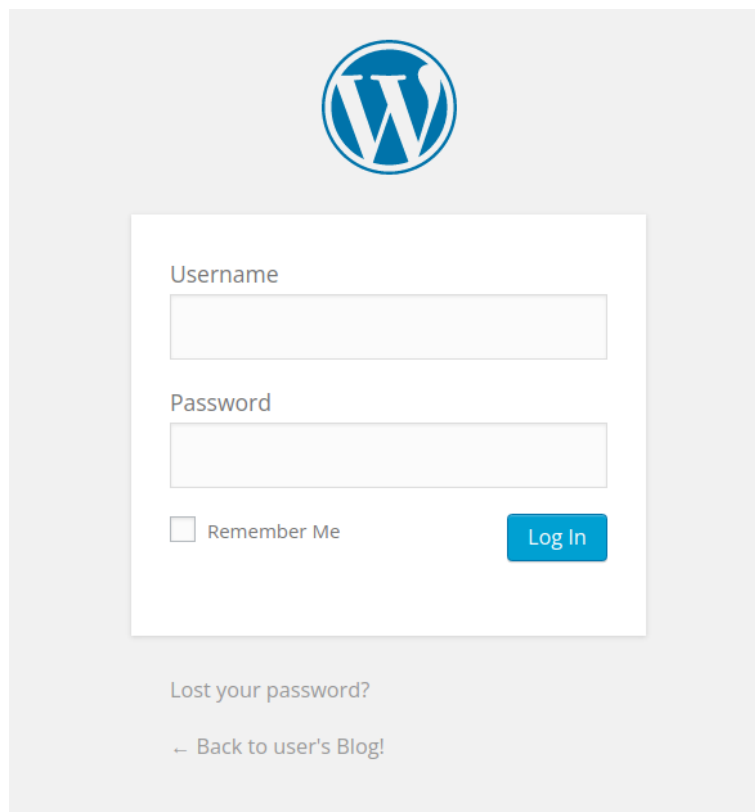 Username
Password
Remember Me
Log In
Lost your password?
← Back to user's Blog!